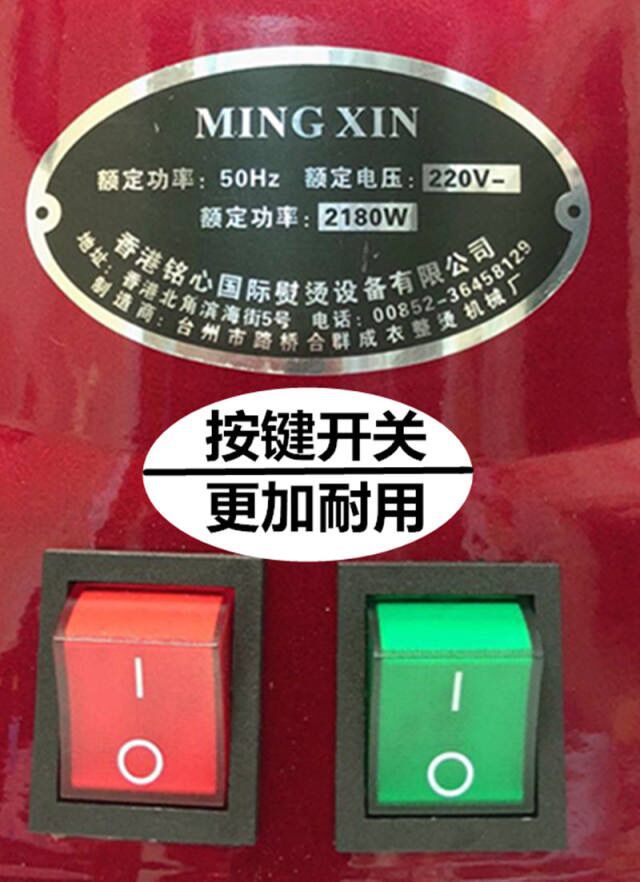 MING XIN
额定功率: 50Hz 额定电压: 220V~
额定功率: 2180W
香港铭心国际熨烫设备有限公司
地址: 香港北角滨海街5号 电话: 00852-36458129
制造商: 台州市路桥合群成衣整烫机械厂
按键开关
更加耐用
I
O
I
O